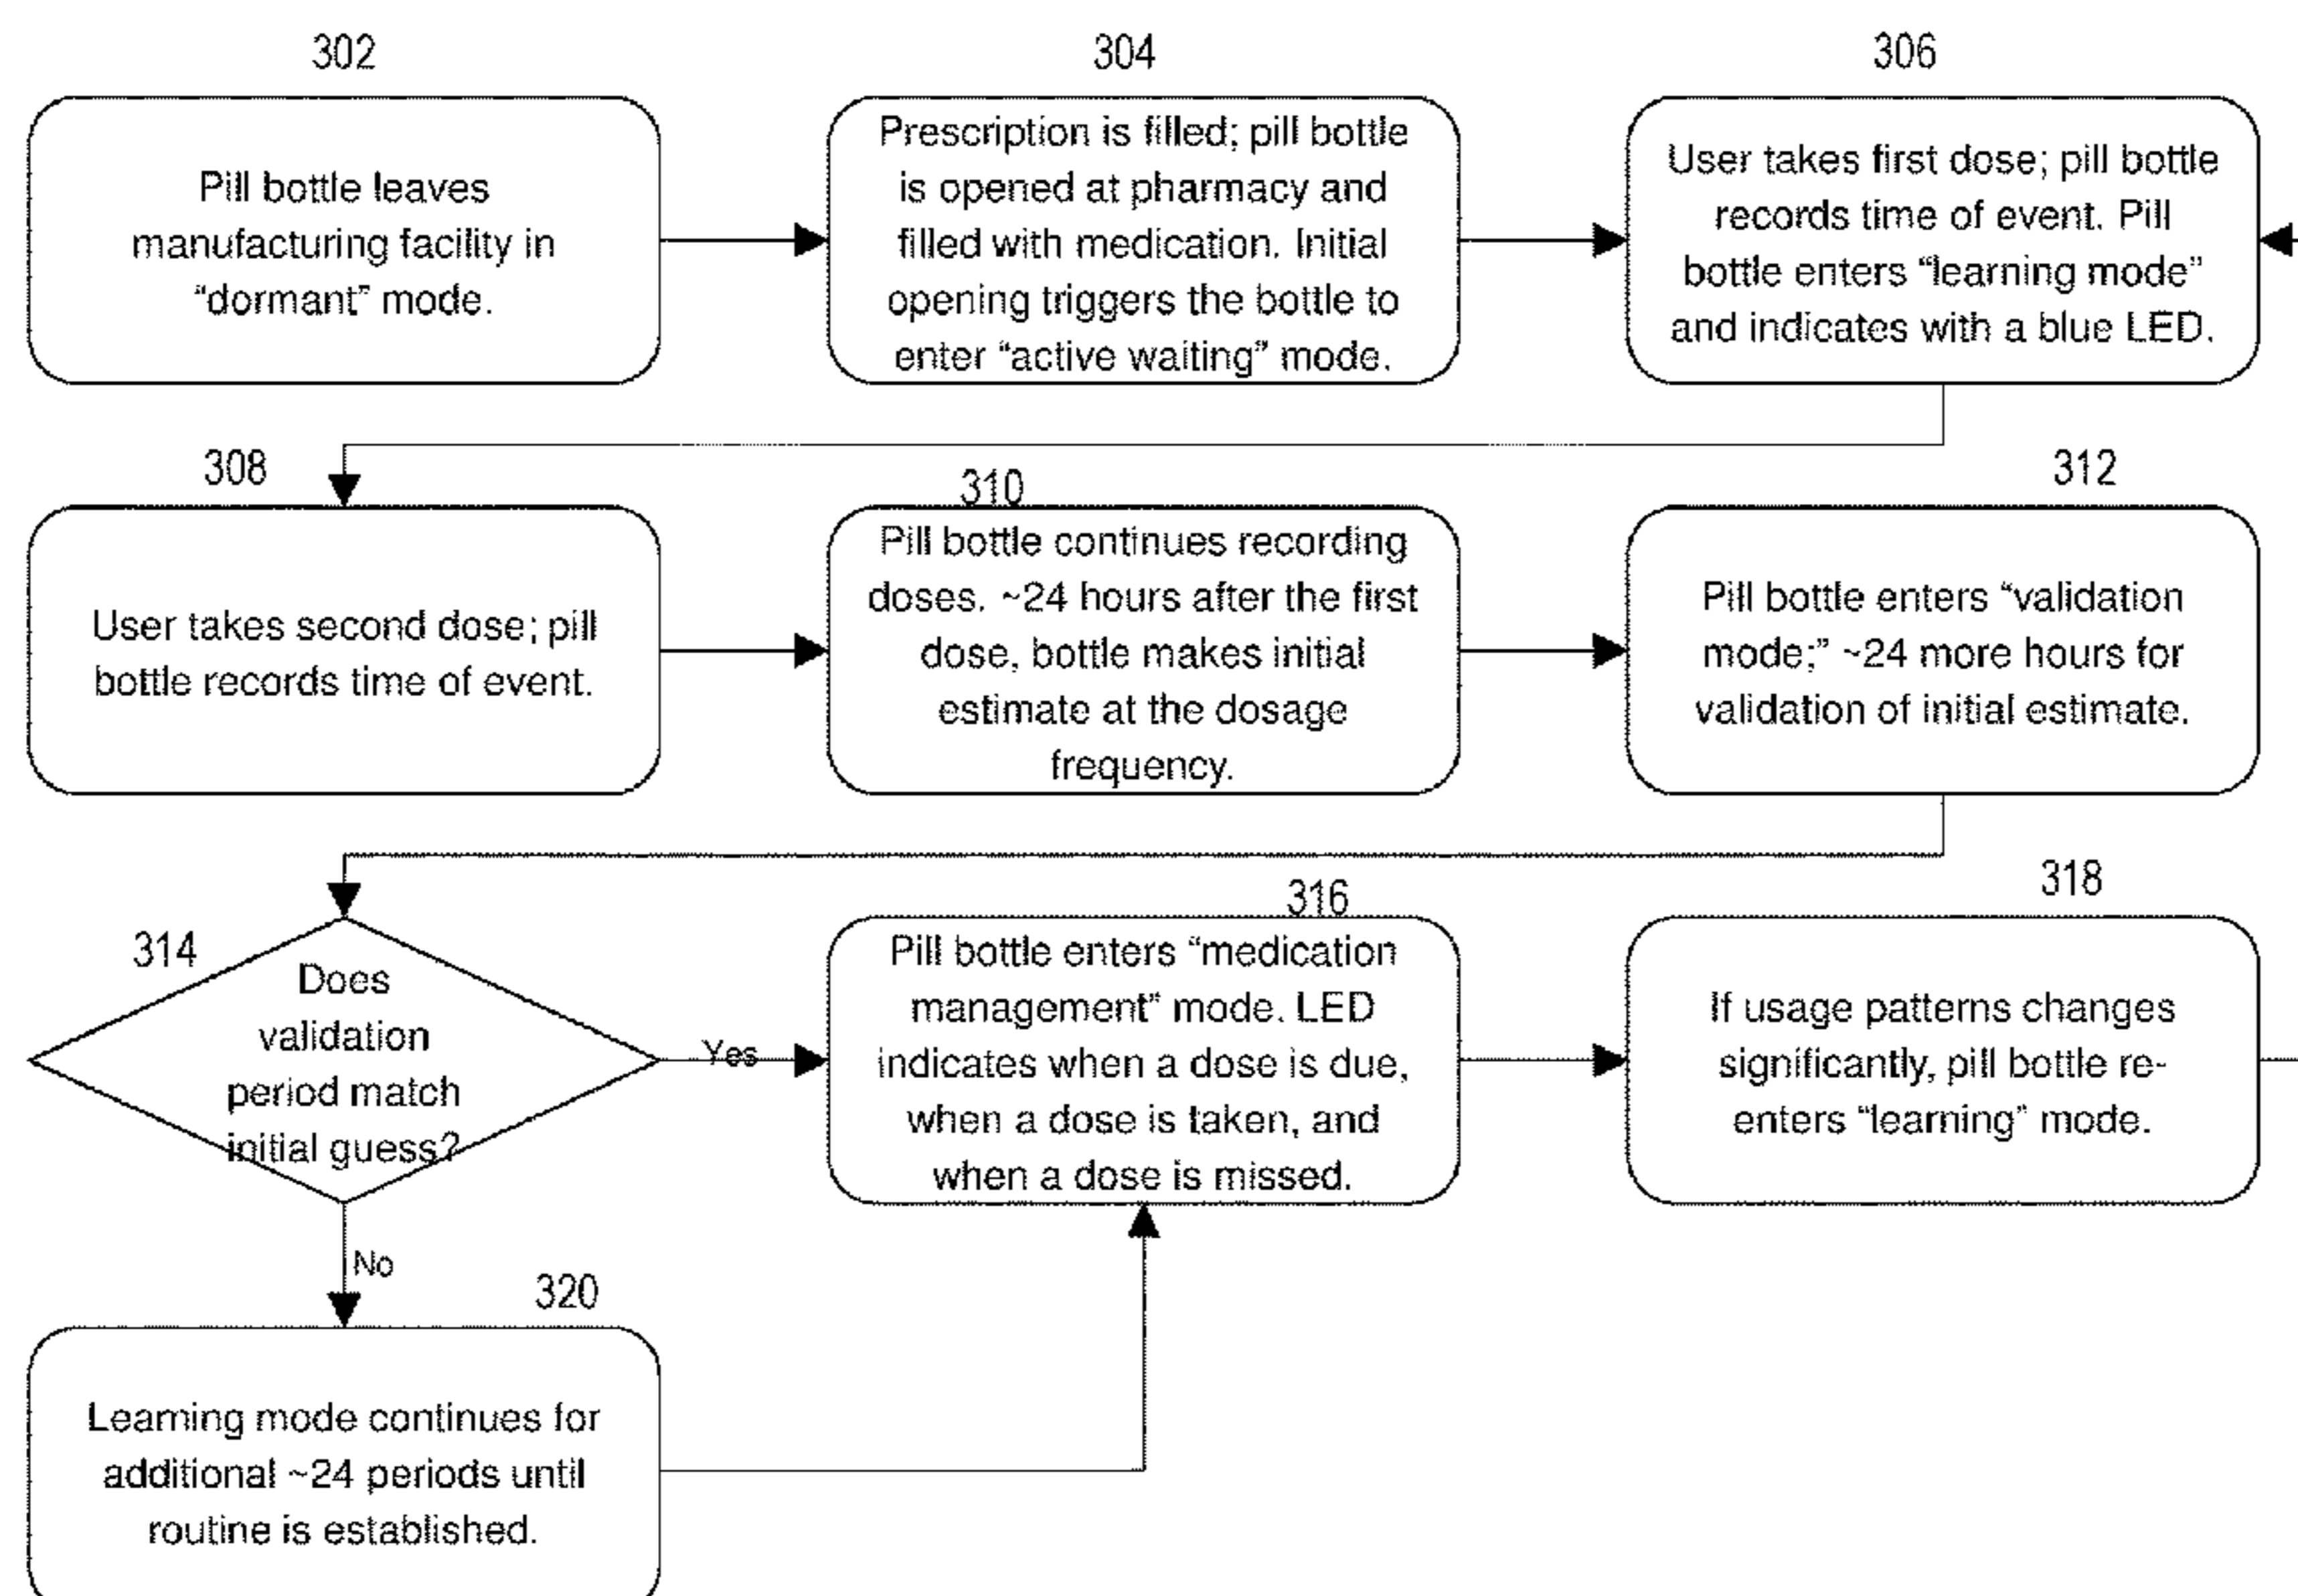 302
Pill bottle leaves
manufacturing facility in
“dormant” mode.
304
Prescription is filled; pill bottle
is opened at pharmacy and
filled with medication. Initial
opening triggers the bottle to
enter “active waiting” mode.
306
User takes first dose; pill bottle
records time of event. Pill
bottle enters “learning mode”
and indicates with a blue LED.
308
User takes second dose; pill
bottle records time of event.
310
Pill bottle continues recording
doses. ~24 hours after the first
dose, bottle makes initial
estimate at the dosage
frequency.
312
Pill bottle enters “validation
mode;” ~24 more hours for
validation of initial estimate.
314
Does
validation
period match
initial guess?
Yes
316
Pill bottle enters “medication
management” mode. LED
indicates when a dose is due,
when a dose is taken, and
when a dose is missed.
318
If usage patterns changes
significantly, pill bottle re-
enters “learning” mode.
No
320
Learning mode continues for
additional ~24 periods until
routine is established.